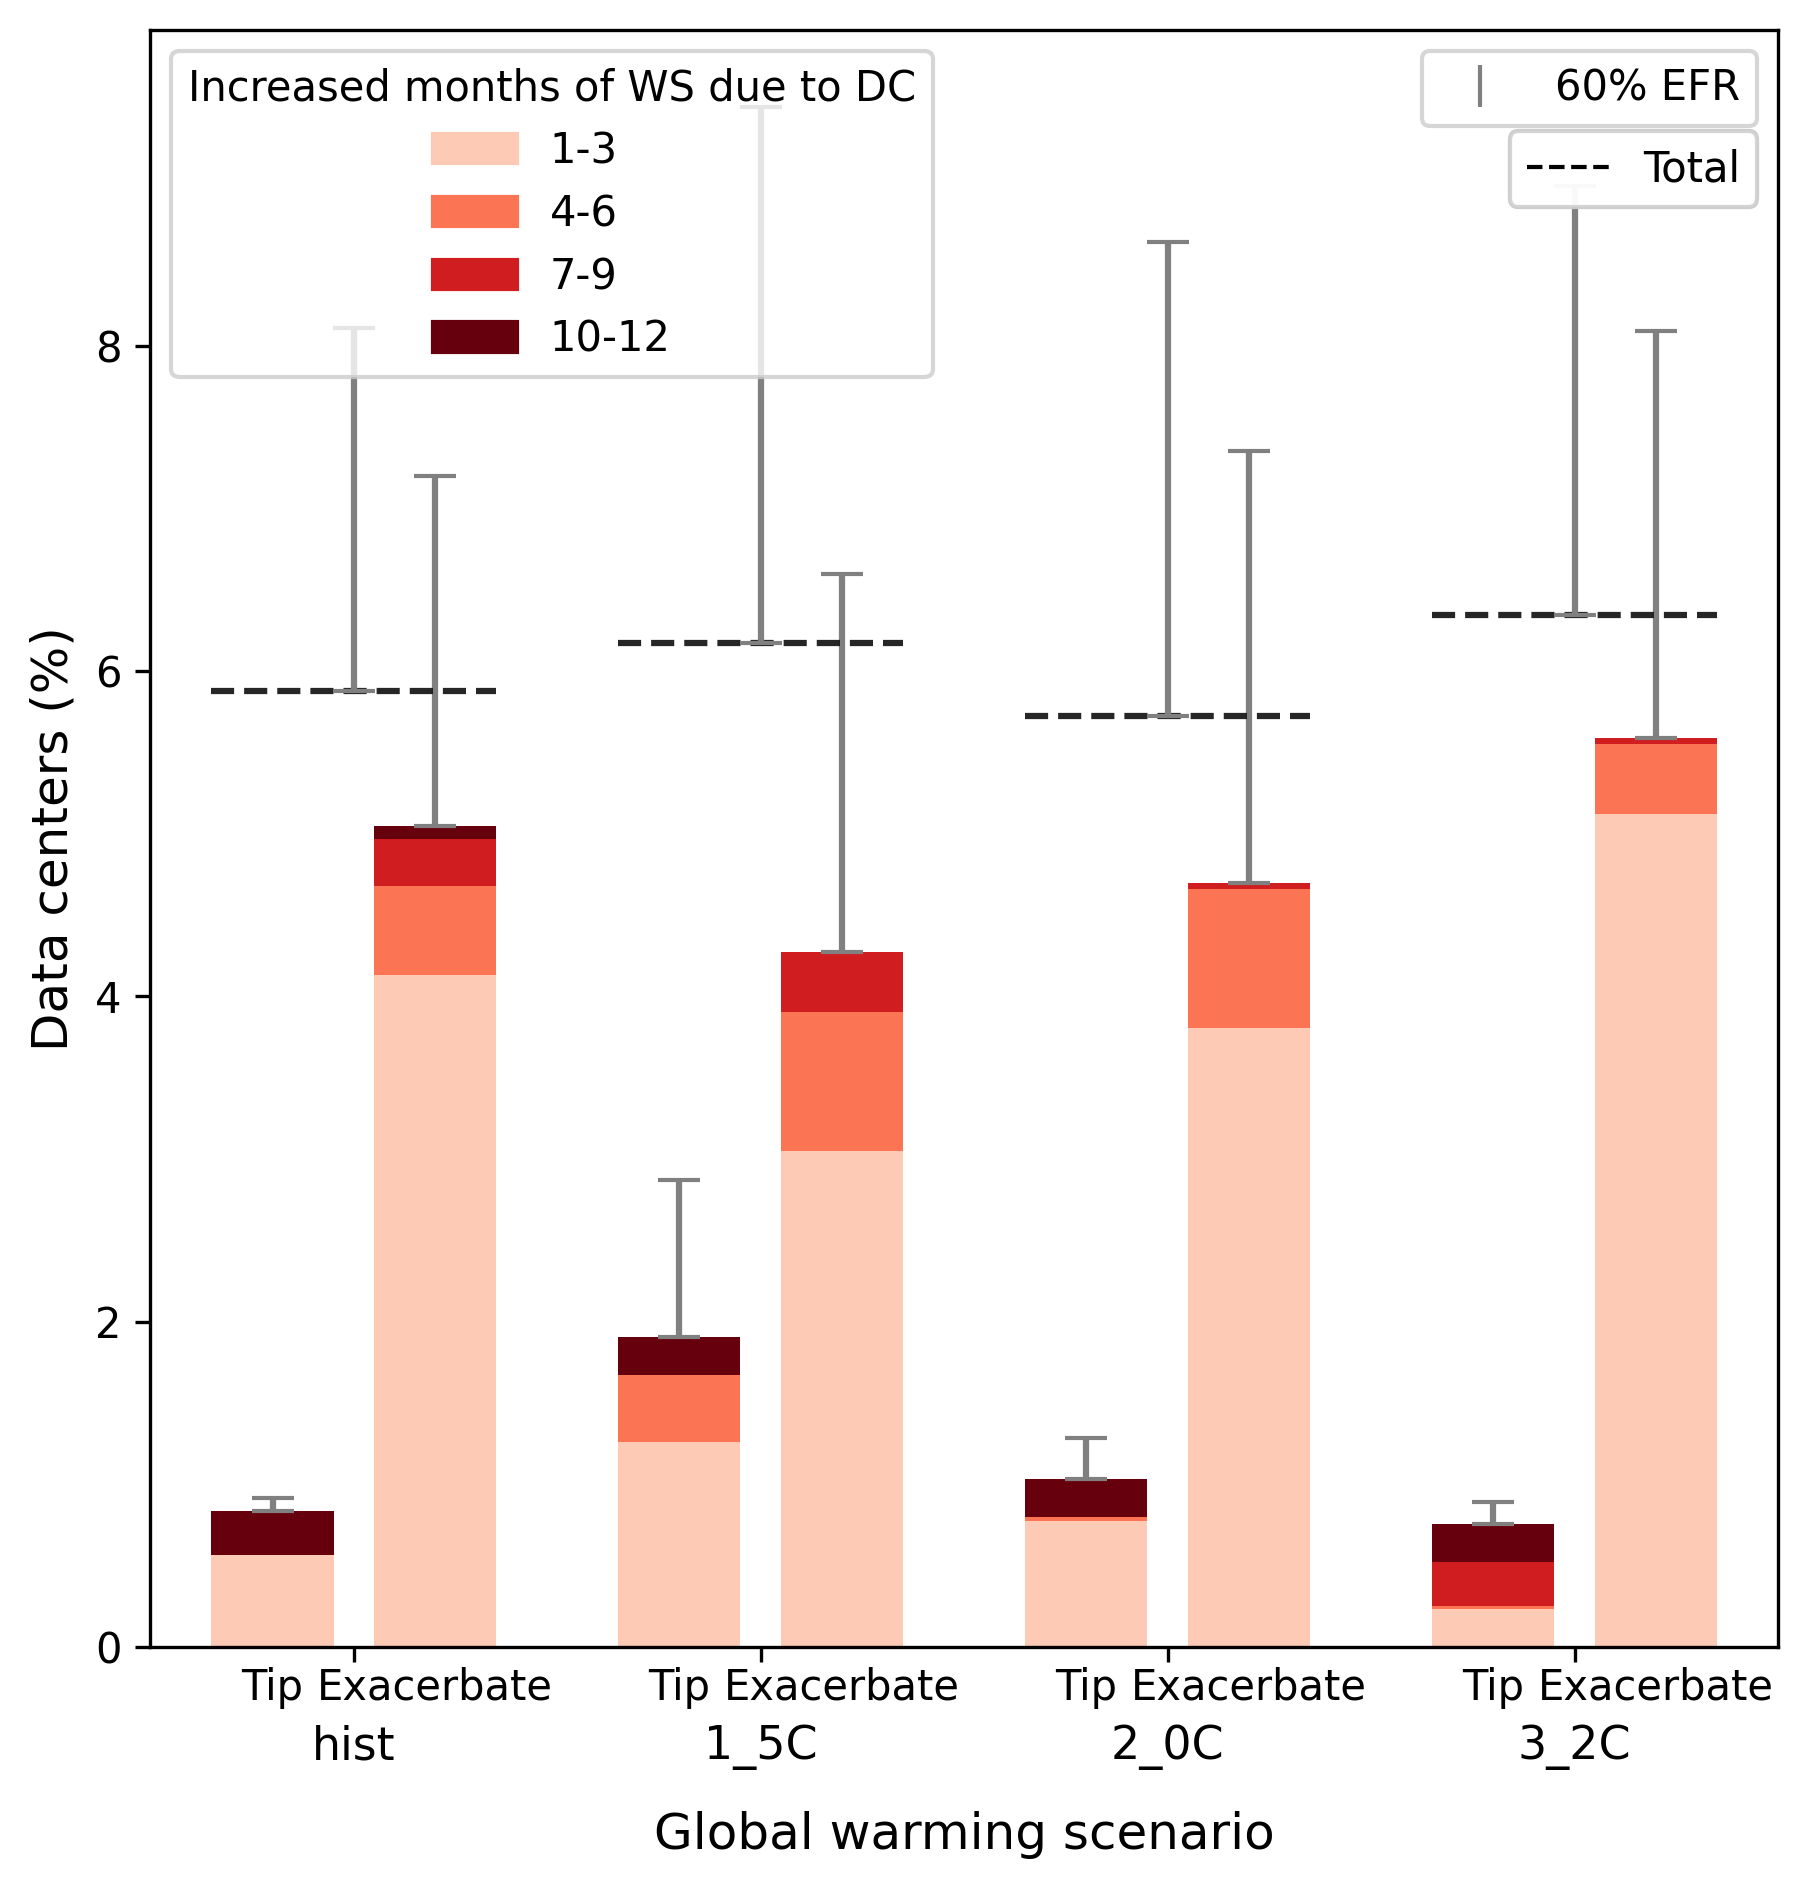 Increased months of WS due to DC
1-3
4-6
7-9
10-12
60% EFR
Total
Data centers (%)
8
6
4
2
0
Tip Exacerbate
Tip Exacerbate
Tip Exacerbate
Tip Exacerbate
hist
1_5C
2_0C
3_2C
Global warming scenario